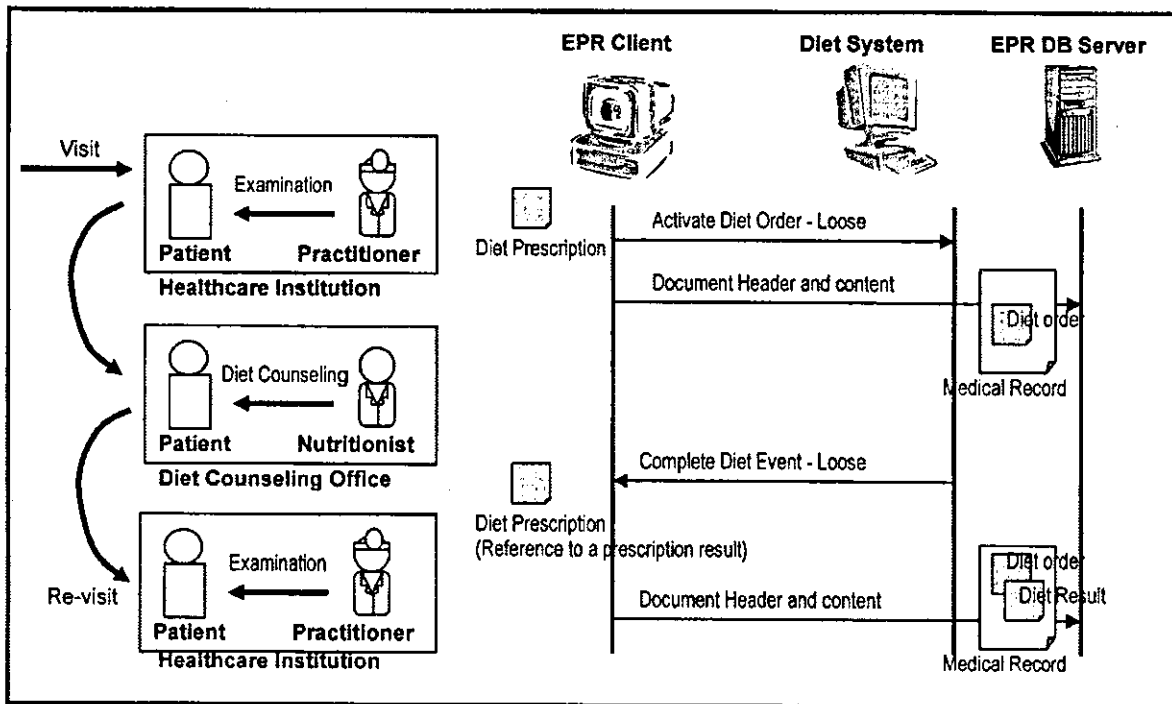 EPR Client
Diet System
EPR DB Server
Visit
Examination
Patient
Practitioner
Healthcare Institution
Diet Prescription
Activate Diet Order - Loose
Document Header and content
Diet order
Medical Record
Diet Counseling
Patient
Nutritionist
Diet Counseling Office
Complete Diet Event - Loose
Diet Prescription
(Reference to a prescription result)
Re-visit
Examination
Patient
Practitioner
Healthcare Institution
Document Header and content
Diet order
Diet Result
Medical Record